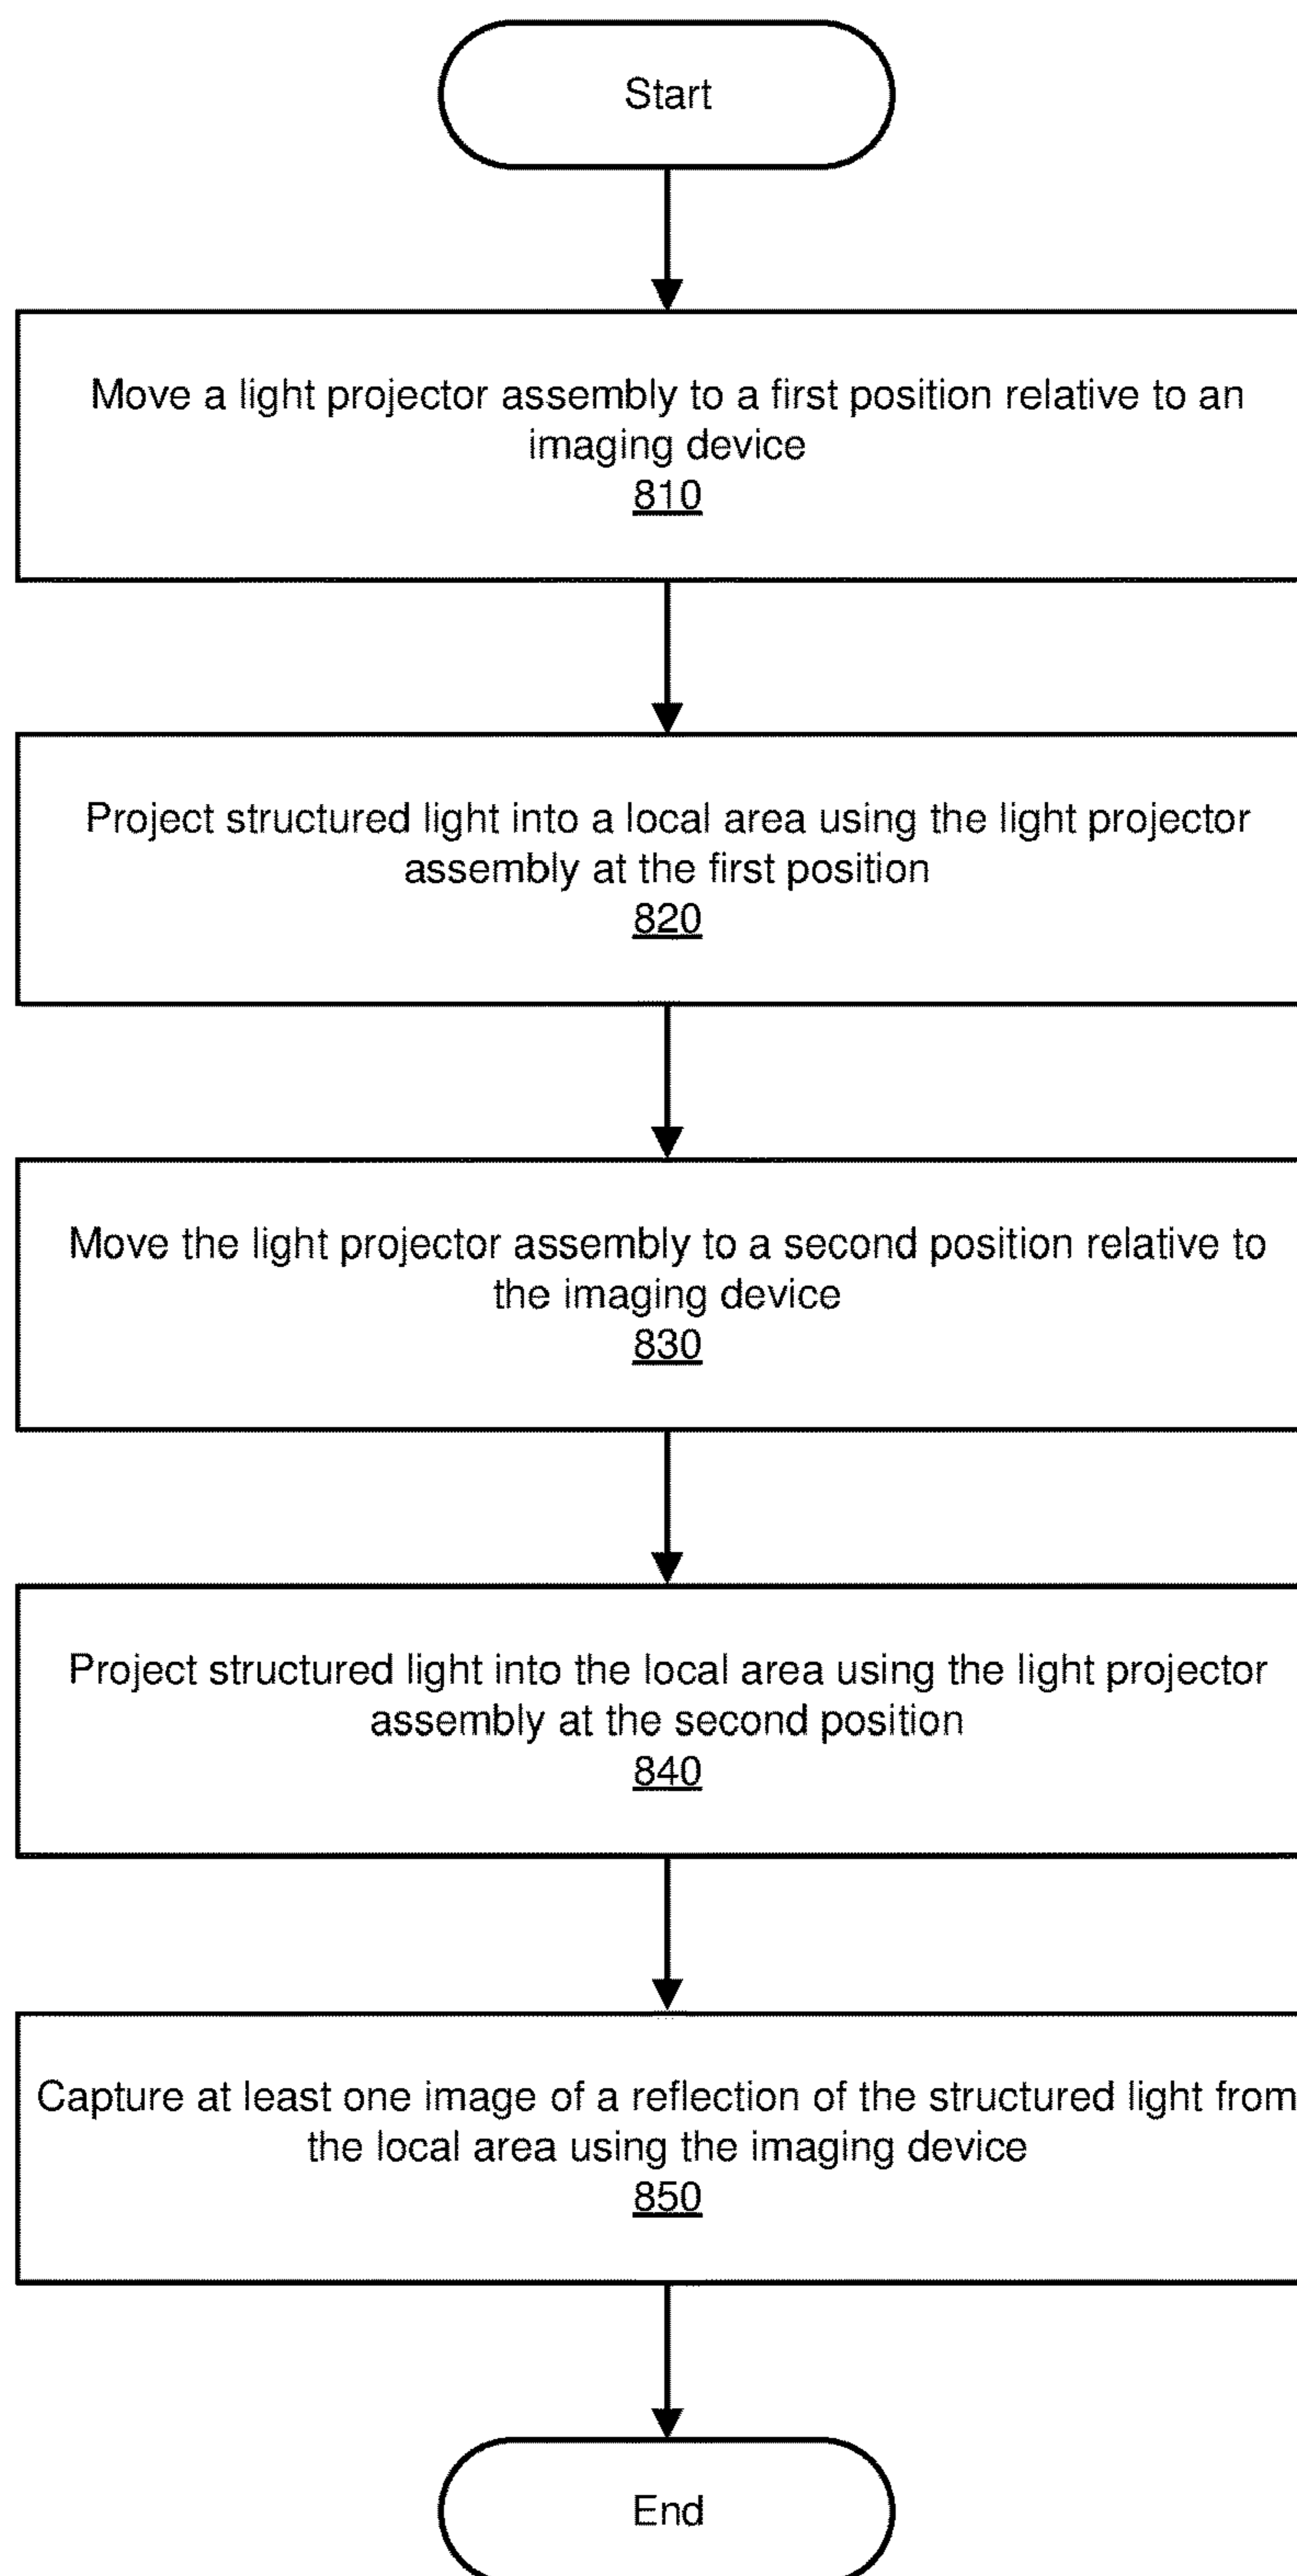 Start
Move a light projector assembly to a first position relative to an
imaging device
810
Project structured light into a local area using the light projector
assembly at the first position
820
Move the light projector assembly to a second position relative to
the imaging device
830
Project structured light into the local area using the light projector
assembly at the second position
840
Capture at least one image of a reflection of the structured light from
the local area using the imaging device
850
End